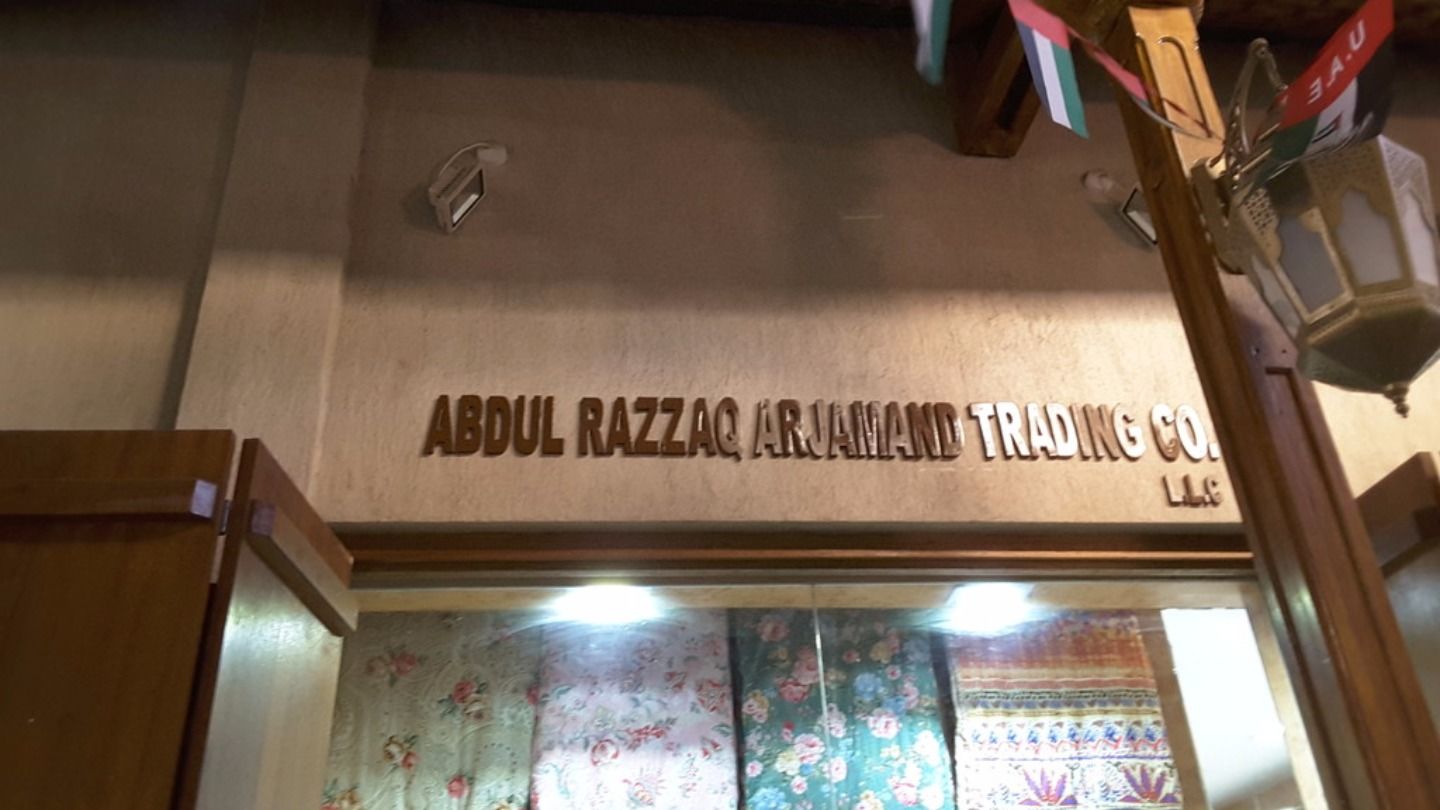 U.A.E
ABDUL RAZZAQ ARJAMAND TRADING CO.
L.L.C